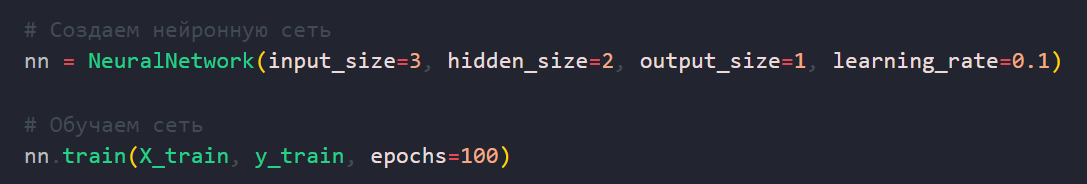 # Создаем нейронную сеть
nn = NeuralNetwork(input_size=3, hidden_size=2, output_size=1, learning_rate=0.1)
# Обучаем сеть
nn.train(X_train, y_train, epochs=100)